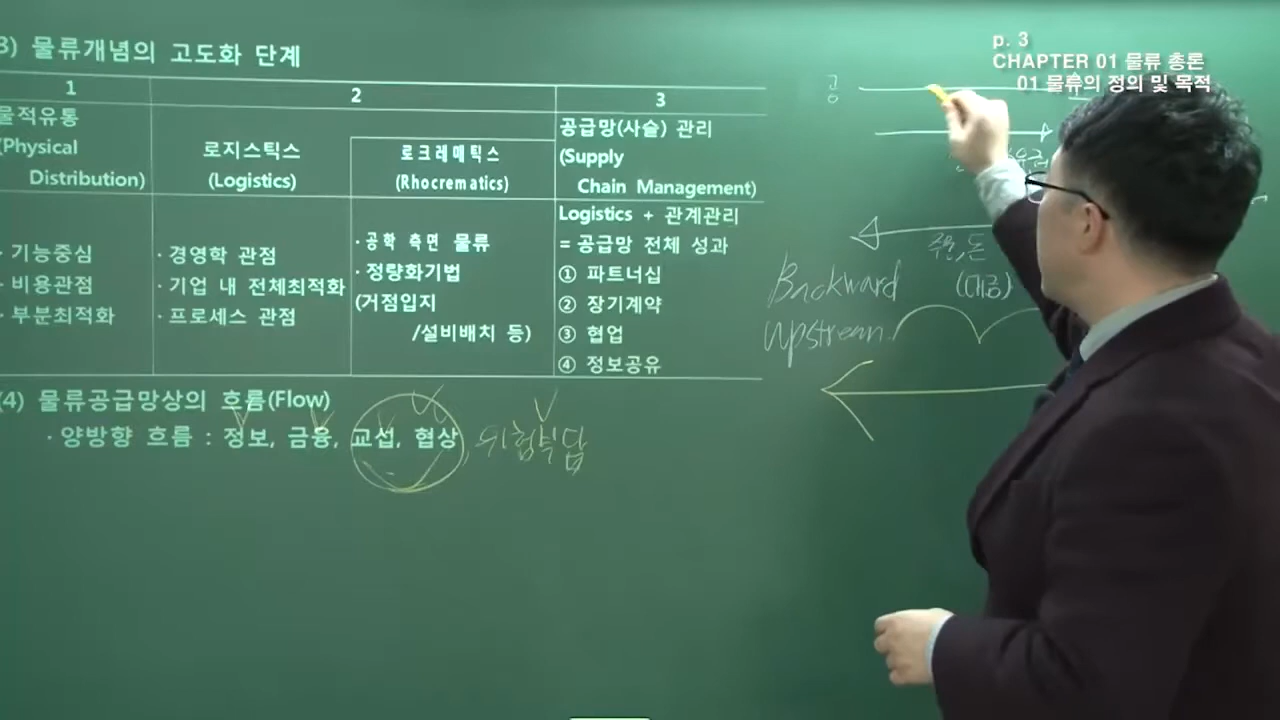 p. 3
CHAPTER 01 물류 총론
01 물류의 정의 및 목적
3) 물류개념의 고도화 단계
1
2
3
물적유통
(Physical
Distribution)
로지스틱스
(Logistics)
로크레매틱스
(Rhocrematics)
공급망(사슬) 관리
(Supply
Chain Management)
· 기능중심
· 비용관점
· 부분최적화
· 경영학 관점
· 기업 내 전체최적화
· 프로세스 관점
· 공학 측면 물류
· 정량화기법
(거점입지
/설비배치 등)
Logistics + 관계관리
= 공급망 전체 성과
① 파트너십
② 장기계약
③ 협업
④ 정보공유
(4) 물류공급망상의 흐름(Flow)
· 양방향 흐름 : 정보, 금융, 교섭, 협상, 위험부담
공
주문, 돈
(대금)
Backward
Upstream